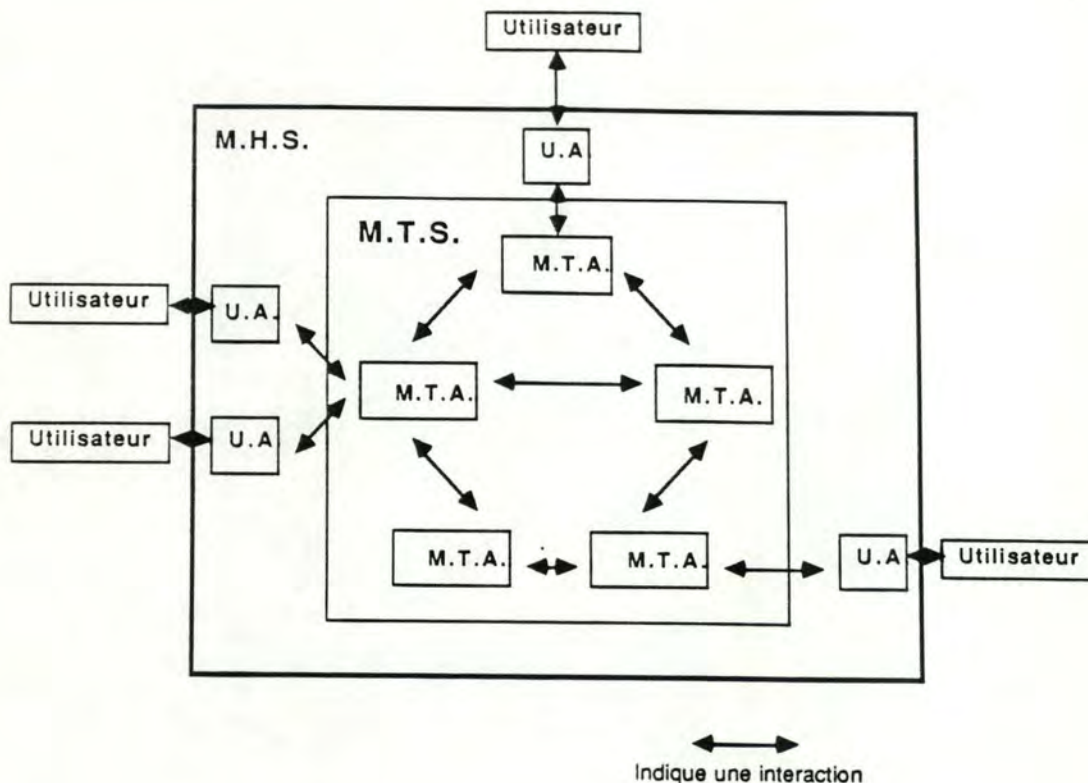 Utilisateur
M.H.S.
U.A.
M.T.S.
M.T.A.
Utilisateur
U.A.
M.T.A.
M.T.A.
Utilisateur
U.A
M.T.A.
M.T.A.
U.A
Utilisateur
Indique une interaction